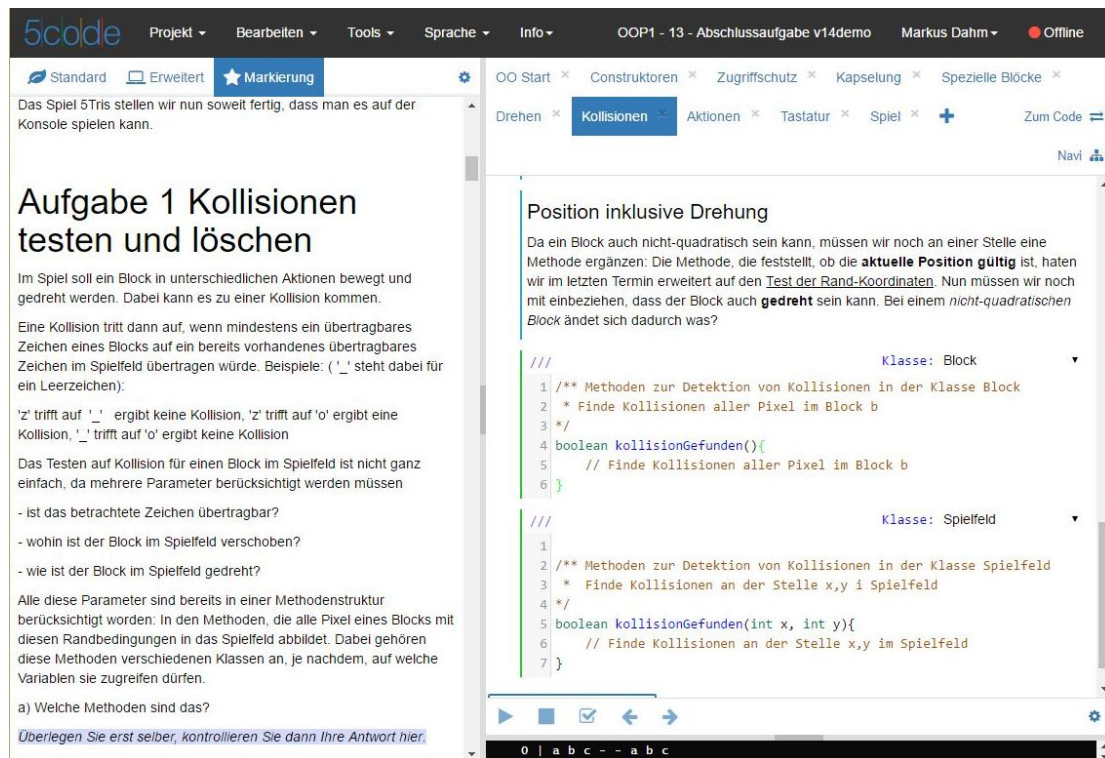 5code Projekt Bearbeiten Tools Sprache Info OOP1 - 13 - Abschlussaufgabe v14demo Markus Dahm Offline
Standard Erweitert Markierung
Das Spiel 5Tris stellen wir nun soweit fertig, dass man es auf der
Konsole spielen kann.
Aufgabe 1 Kollisionen
testen und löschen
Im Spiel soll ein Block in unterschiedlichen Aktionen bewegt und
gedreht werden. Dabei kann es zu einer Kollision kommen.
Eine Kollision tritt dann auf, wenn mindestens ein übertragbares
Zeichen eines Blocks auf ein bereits vorhandenes übertragbares
Zeichen im Spielfeld übertragen würde. Beispiele: ( '_' steht dabei für
ein Leerzeichen):
'z' trifft auf '_' ergibt keine Kollision, 'z' trifft auf 'o' ergibt eine
Kollision, '_' trifft auf 'o' ergibt keine Kollision
Das Testen auf Kollision für einen Block im Spielfeld ist nicht ganz
einfach, da mehrere Parameter berücksichtigt werden müssen
- ist das betrachtete Zeichen übertragbar?
- wohin ist der Block im Spielfeld verschoben?
- wie ist der Block im Spielfeld gedreht?
Alle diese Parameter sind bereits in einer Methodenstruktur
berücksichtigt worden: In den Methoden, die alle Pixel eines Blocks mit
diesen Randbedingungen in das Spielfeld abbildet. Dabei gehören
diese Methoden verschiedenen Klassen an, je nachdem, auf welche
Variablen sie zugreifen dürfen.
a) Welche Methoden sind das?
Überlegen Sie erst selber, kontrollieren Sie dann Ihre Antwort hier.
OO Start × Construktoren × Zugriffschutz × Kapselung × Spezielle Blöcke ×
Drehen × Kollisionen × Aktionen × Tastatur × Spiel × + Zum Code
Navi
Position inklusive Drehung
Da ein Block auch nicht-quadratisch sein kann, müssen wir noch an einer Stelle eine
Methode ergänzen: Die Methode, die feststellt, ob die aktuelle Position gültig ist, haten
wir im letzten Termin erweitert auf den Test der Rand-Koordinaten. Nun müssen wir noch
mit einbeziehen, dass der Block auch gedreht sein kann. Bei einem nicht-quadratischen
Block ändet sich dadurch was?
/// Klasse: Block
1 /** Methoden zur Detektion von Kollisionen in der Klasse Block
2 * Finde Kollisionen aller Pixel im Block b
3 */
4 boolean kollisionGefunden(){
5 // Finde Kollisionen aller Pixel im Block b
6 }
/// Klasse: Spielfeld
1
2 /** Methoden zur Detektion von Kollisionen in der Klasse Spielfeld
3 * Finde Kollisionen an der Stelle x,y i Spielfeld
4 */
5 boolean kollisionGefunden(int x, int y){
6 // Finde Kollisionen an der Stelle x,y im Spielfeld
7 }
0 | a b c - - a b c